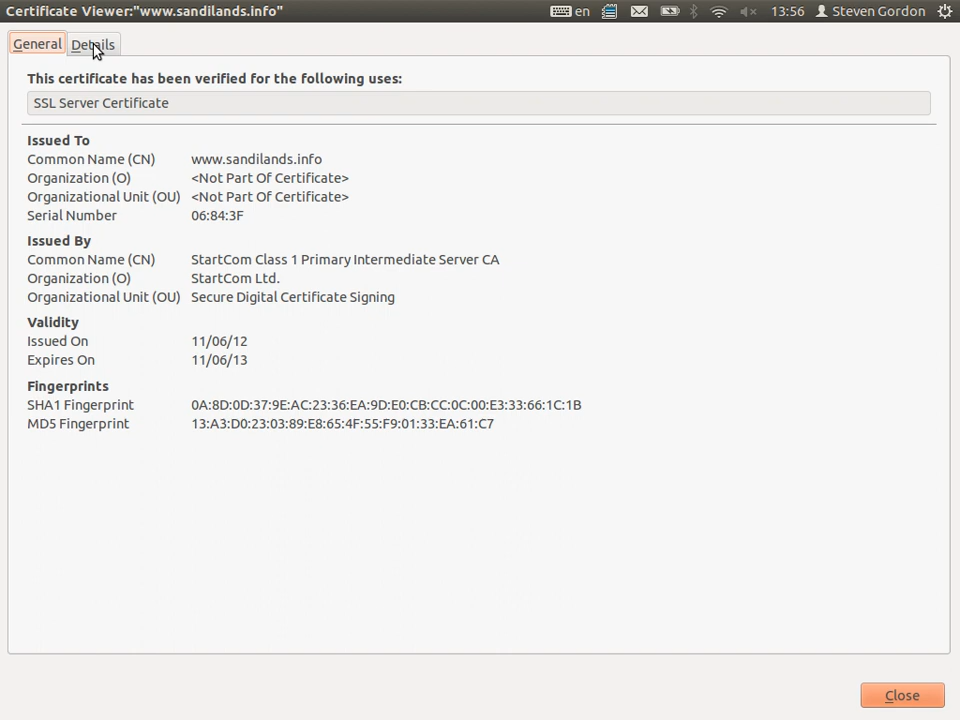 Certificate Viewer:"www.sandilands.info"
en 13:56 Steven Gordon
General Details
This certificate has been verified for the following uses:
SSL Server Certificate
Issued To
Common Name (CN) www.sandilands.info
Organization (O) <Not Part Of Certificate>
Organizational Unit (OU) <Not Part Of Certificate>
Serial Number 06:84:3F
Issued By
Common Name (CN) StartCom Class 1 Primary Intermediate Server CA
Organization (O) StartCom Ltd.
Organizational Unit (OU) Secure Digital Certificate Signing
Validity
Issued On 11/06/12
Expires On 11/06/13
Fingerprints
SHA1 Fingerprint 0A:8D:0D:37:9E:AC:23:36:EA:9D:E0:CB:CC:0C:00:E3:33:66:1C:1B
MD5 Fingerprint 13:A3:D0:23:03:89:E8:65:4F:55:F9:01:33:EA:61:C7
Close